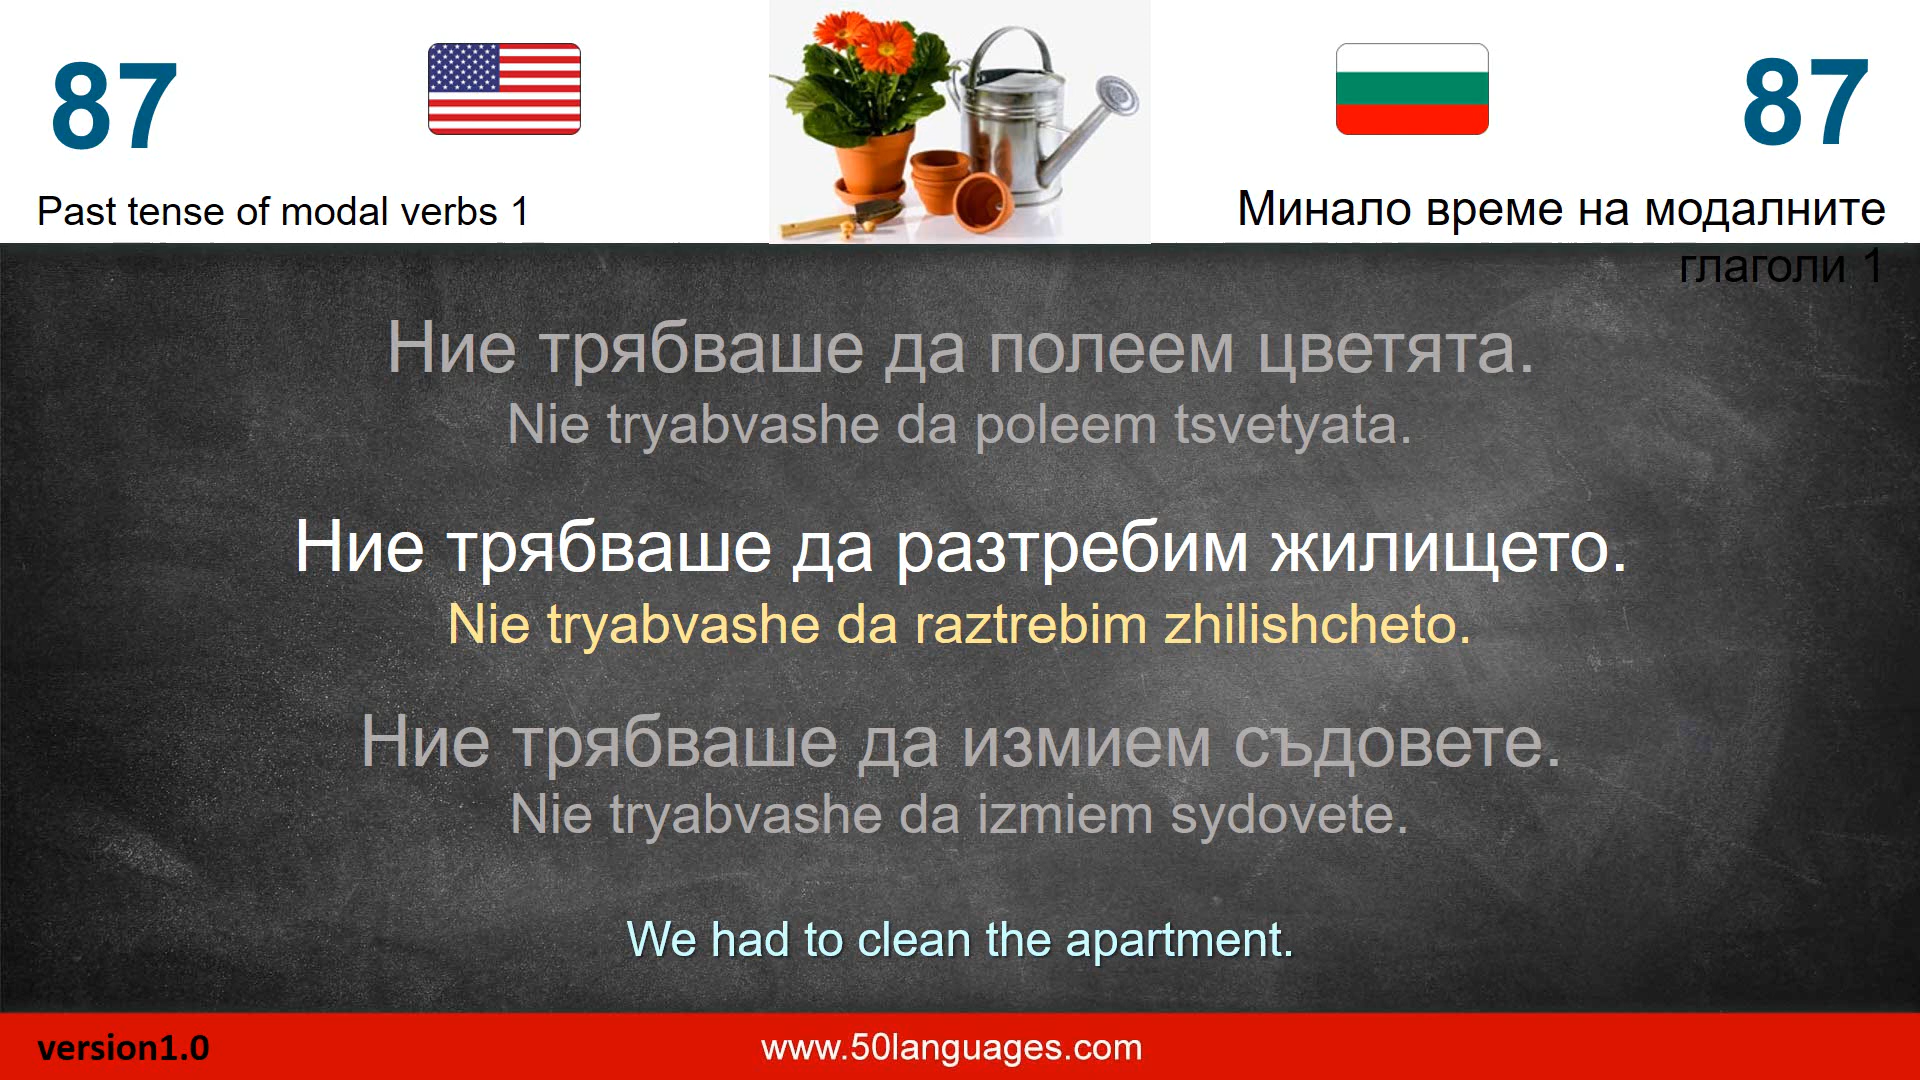 87
87
Past tense of modal verbs 1
Минало време на модалните
глаголи 1
Ние трябваше да полеем цветята.
Nie tryabvashe da poleem tsvetyata.
Ние трябваше да разтребим жилището.
Nie tryabvashe da raztrebim zhilishcheto.
Ние трябваше да измием съдовете.
Nie tryabvashe da izmiem sydovete.
We had to clean the apartment.
version1.0
www.50languages.com